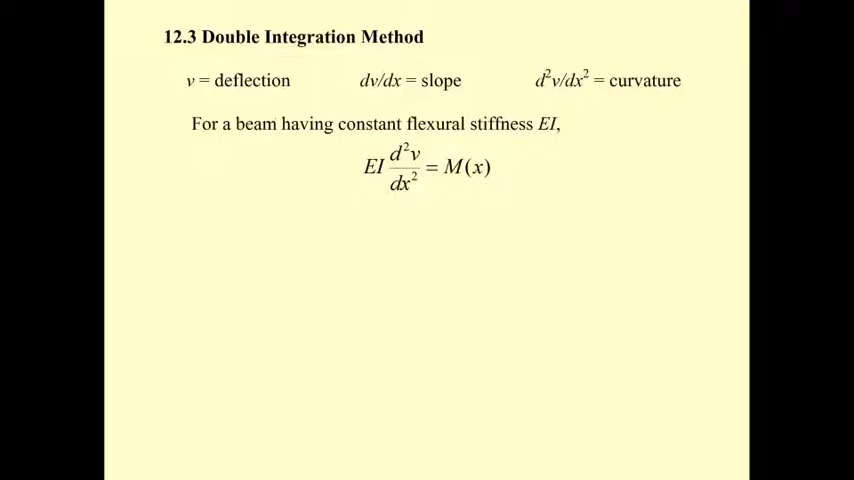 12.3 Double Integration Method
v = deflection dv/dx = slope d²v/dx² = curvature
For a beam having constant flexural stiffness EI,
EI d²v/dx² = M(x)